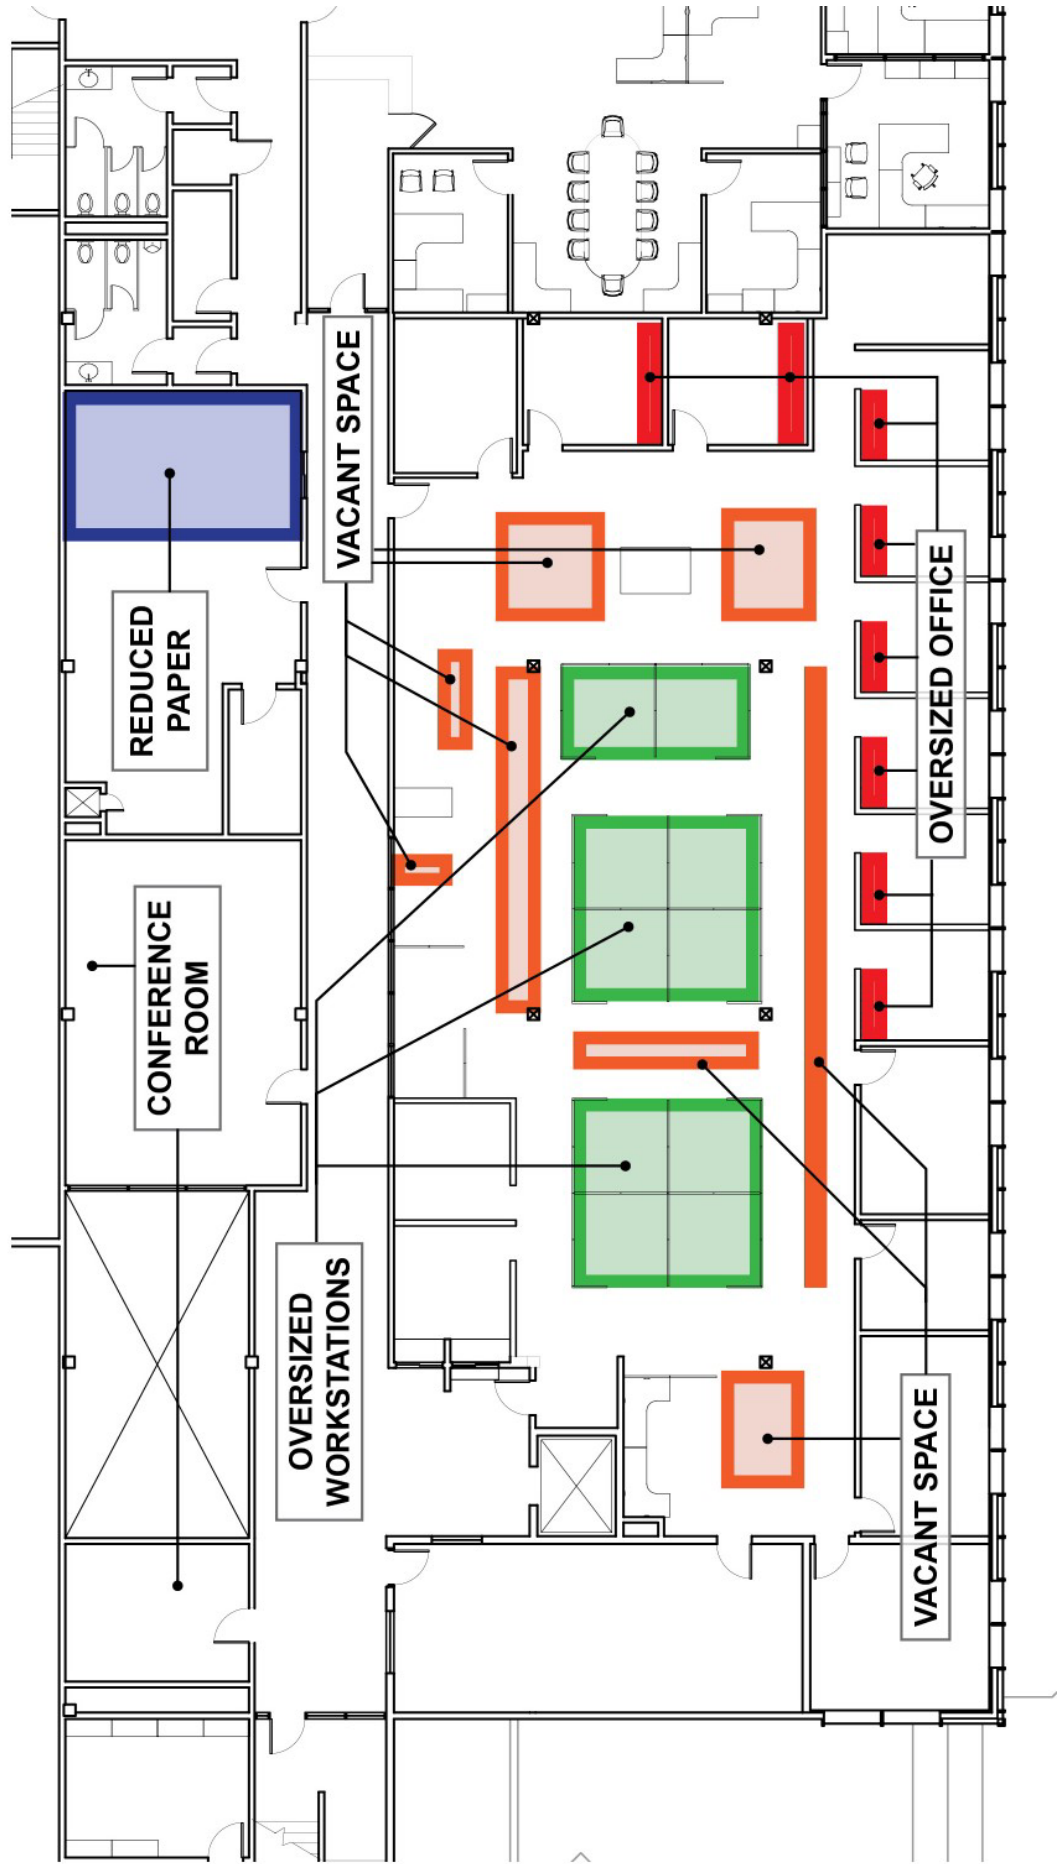 VACANT SPACE
REDUCED
PAPER
OVERSIZED OFFICE
CONFERENCE
ROOM
OVERSIZED
WORKSTATIONS
VACANT SPACE